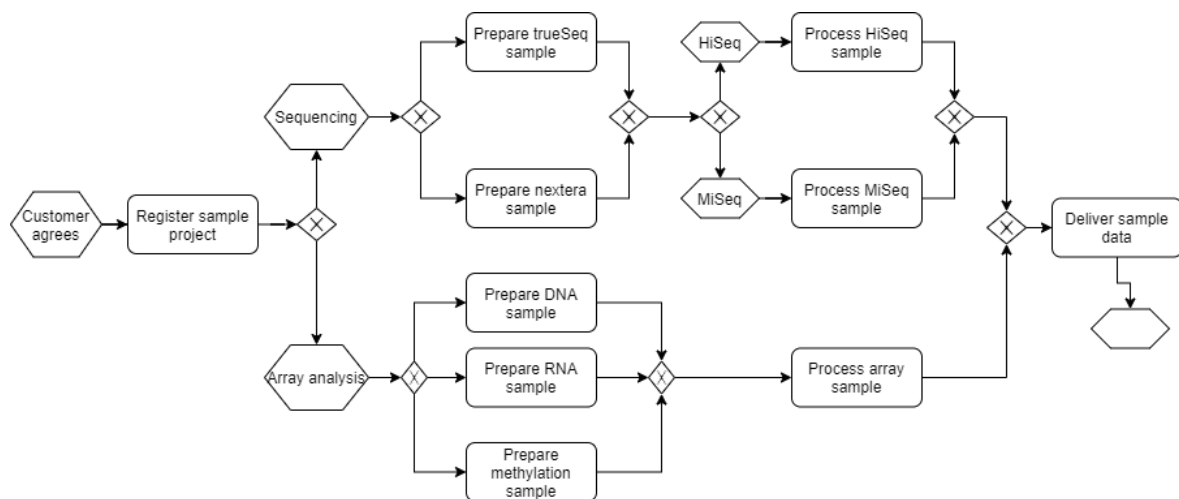 Prepare trueSeq
sample
HiSeq
Process HiSeq
sample
Sequencing
Prepare nextera
sample
MiSeq
Process MiSeq
sample
Customer
agrees
Register sample
project
Deliver sample
data
Prepare DNA
sample
Array analysis
Prepare RNA
sample
Process array
sample
Prepare
methylation
sample